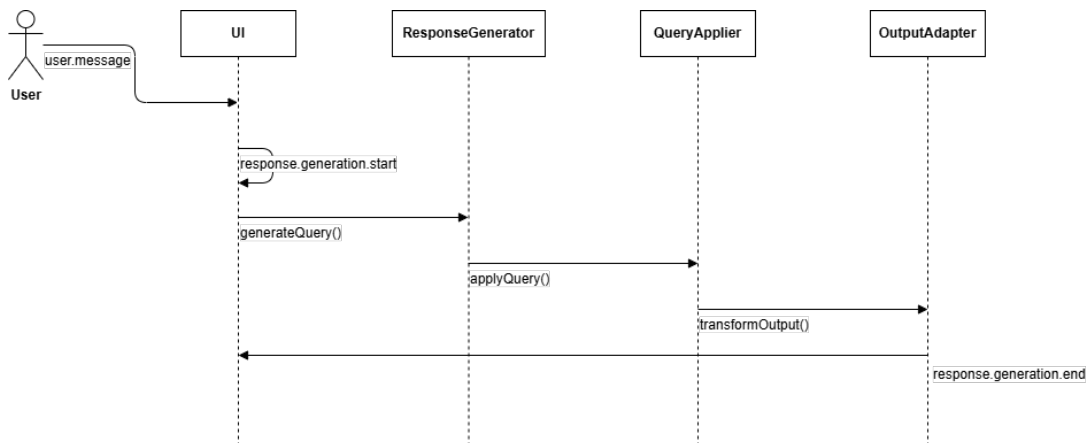 UI
ResponseGenerator
QueryApplier
OutputAdapter
user.message
User
response.generation.start
generateQuery()
applyQuery()
transformOutput()
response.generation.end